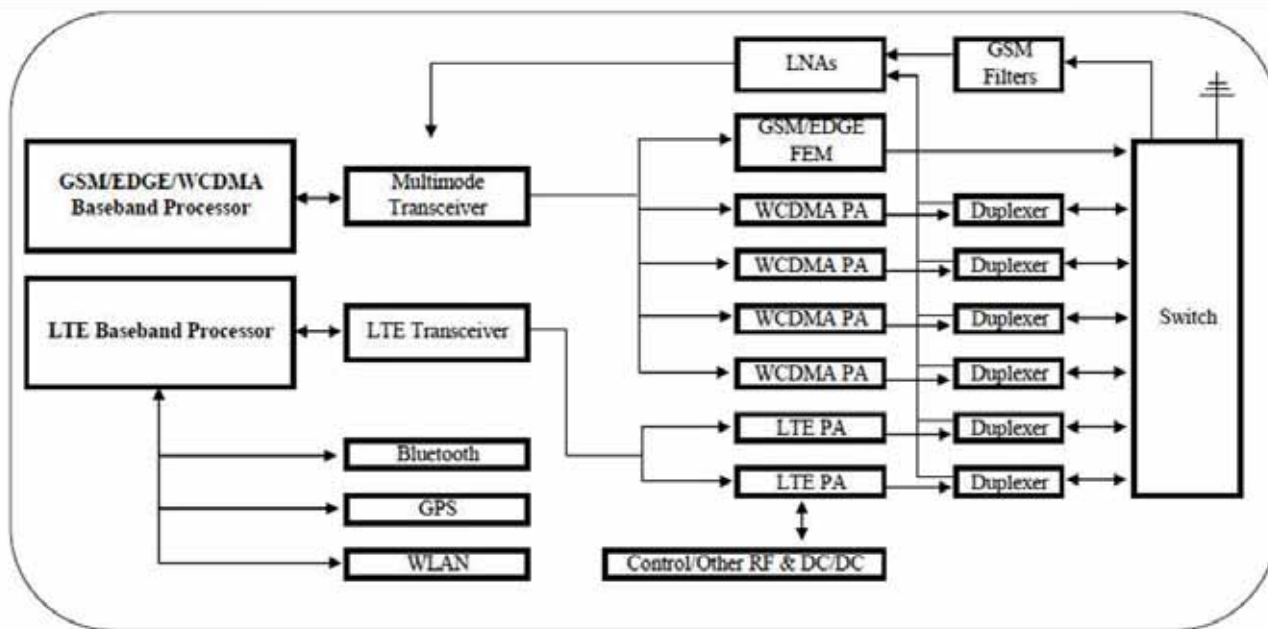 LNAs
GSM
Filters
GSM/EDGE
FEM
GSM/EDGE/WCDMA
Baseband Processor
Multimode
Transceiver
WCDMA PA
Duplexer
WCDMA PA
Duplexer
LTE Baseband Processor
LTE Transceiver
WCDMA PA
Duplexer
Switch
WCDMA PA
Duplexer
LTE PA
Duplexer
Bluetooth
LTE PA
Duplexer
GPS
WLAN
Control/Other RF & DC/DC